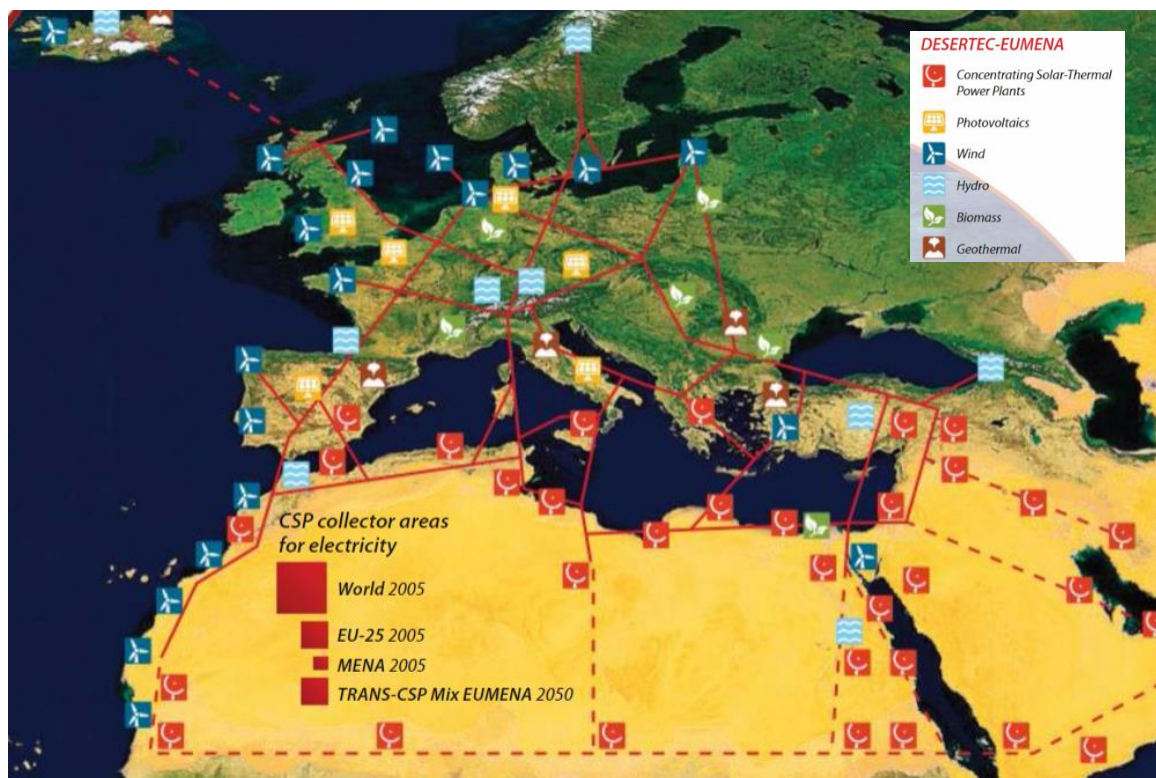 DESERTEC-EUMENA
Concentrating Solar-Thermal
Power Plants
Photovoltaics
Wind
Hydro
Biomass
Geothermal
CSP collector areas
for electricity
World 2005
EU-25 2005
MENA 2005
TRANS-CSP Mix EUMENA 2050